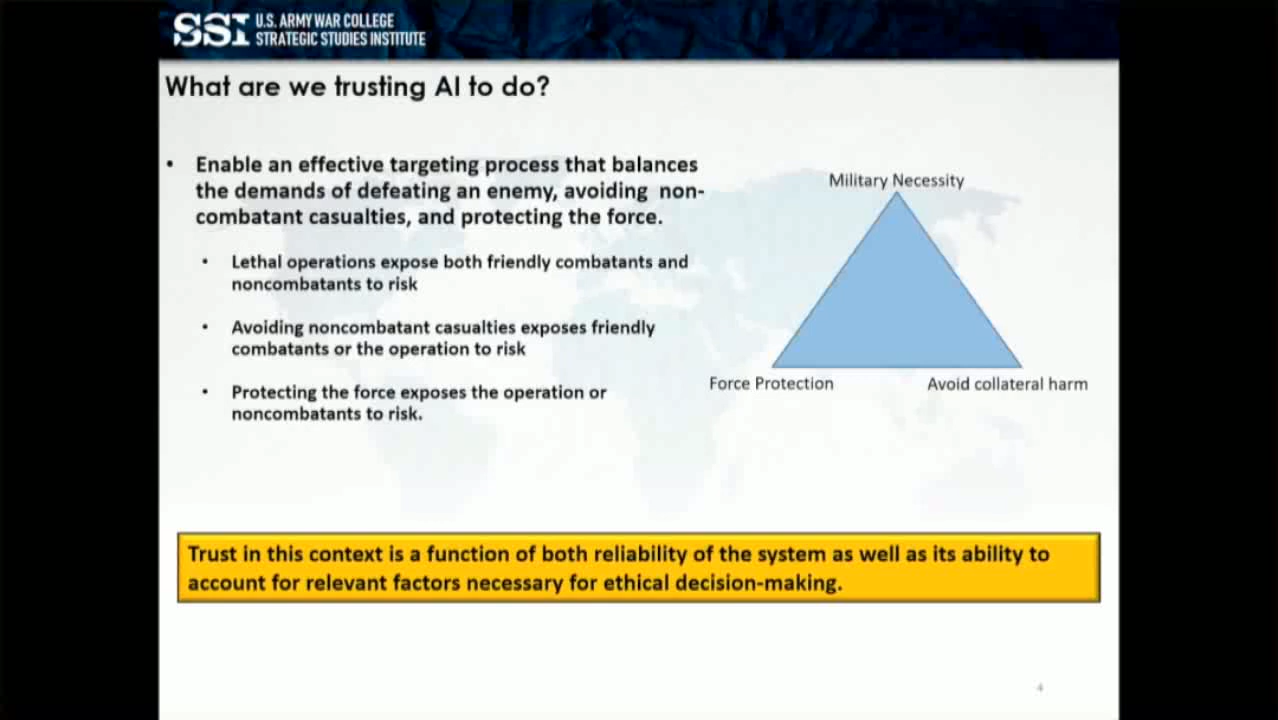 SSI U.S. ARMY WAR COLLEGE
STRATEGIC STUDIES INSTITUTE
What are we trusting AI to do?
• Enable an effective targeting process that balances
the demands of defeating an enemy, avoiding non-
combatant casualties, and protecting the force.
• Lethal operations expose both friendly combatants and
noncombatants to risk
• Avoiding noncombatant casualties exposes friendly
combatants or the operation to risk
• Protecting the force exposes the operation or
noncombatants to risk.
Military Necessity
Force Protection
Avoid collateral harm
Trust in this context is a function of both reliability of the system as well as its ability to
account for relevant factors necessary for ethical decision-making.
4